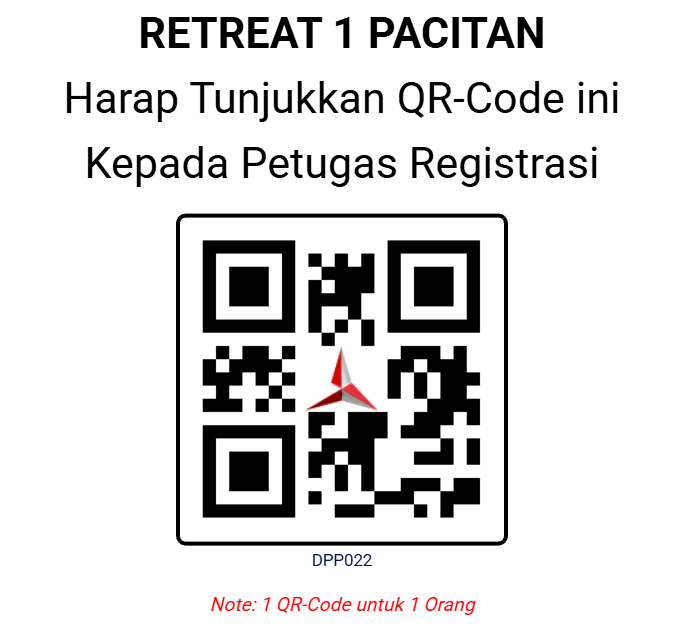 RETREAT 1 PACITAN
Harap Tunjukkan QR-Code ini
Kepada Petugas Registrasi
DPP022
Note: 1 QR-Code untuk 1 Orang